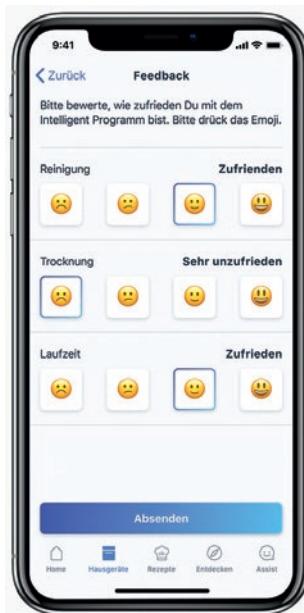 9:41
Zurück Feedback
Bitte bewerte, wie zufrieden Du mit dem
Intelligent Programm bist. Bitte drück das Emoji.
Reinigung Zufrienden
Trocknung Sehr unzufrieden
Laufzeit Zufrieden
Absenden
Home Hausgeräte Rezepte Entdecken Assist